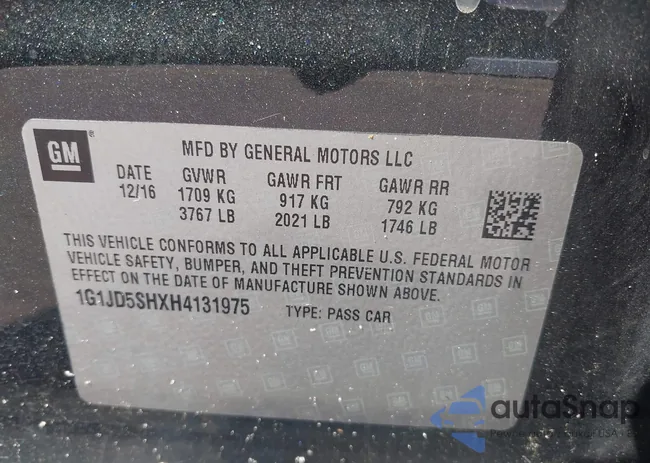 GM ®
MFD BY GENERAL MOTORS LLC
DATE GVWR GAWR FRT GAWR RR
12/16 1709 KG 917 KG 792 KG
3767 LB 2021 LB 1746 LB
THIS VEHICLE CONFORMS TO ALL APPLICABLE U.S. FEDERAL MOTOR
VEHICLE SAFETY, BUMPER, AND THEFT PREVENTION STANDARDS IN
EFFECT ON THE DATE OF MANUFACTURE SHOWN ABOVE.
1G1JD5SHXH4131975 TYPE: PASS CAR
autoSnap